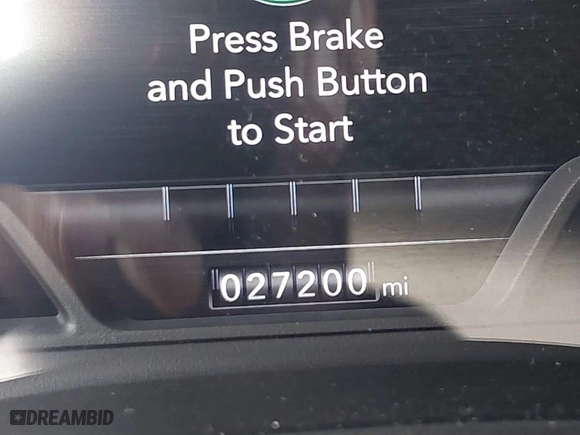 Press Brake
and Push Button
to Start
027200 mi
DREAMBID